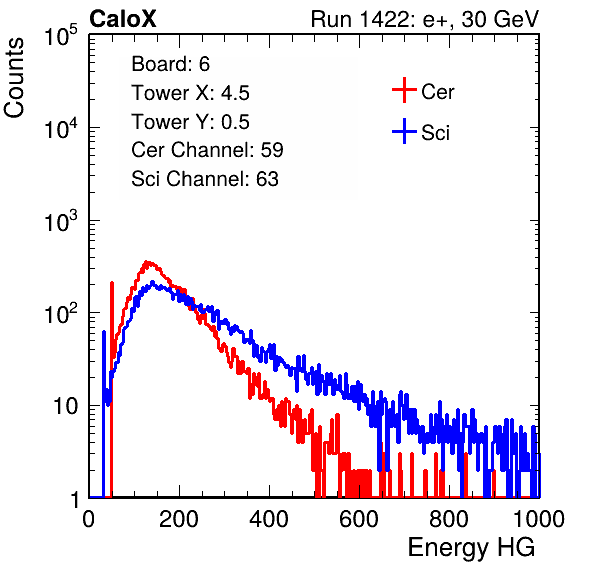 CaloX Run 1422: e+, 30 GeV
Counts
Board: 6
Tower X: 4.5
Tower Y: 0.5
Cer Channel: 59
Sci Channel: 63
Cer
Sci
10^5
10^4
10^3
10^2
10
1
0 200 400 600 800 1000
Energy HG